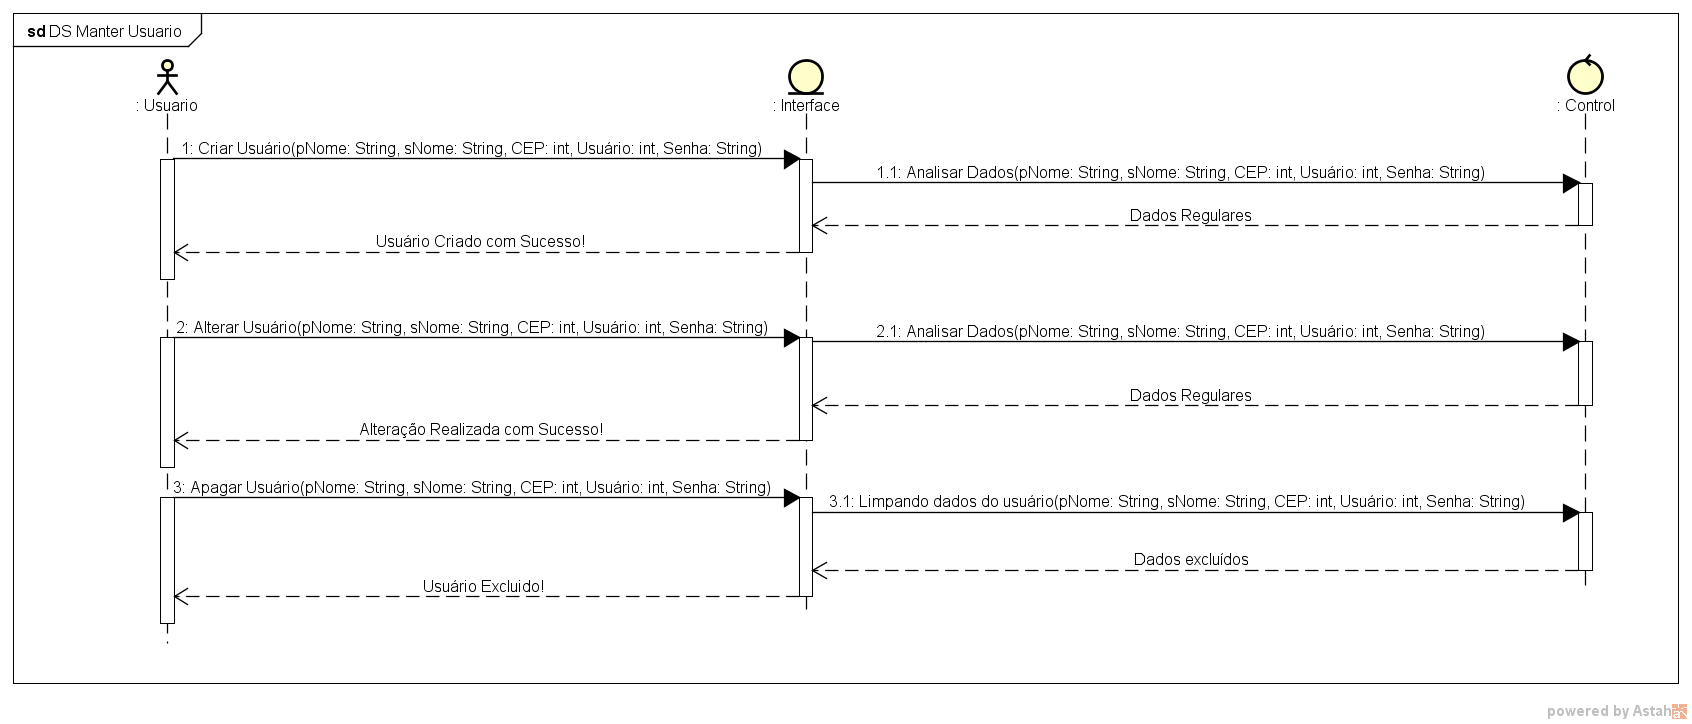 sd DS Manter Usuario
: Usuario
: Interface
: Control
1: Criar Usuário(pNome: String, sNome: String, CEP: int, Usuário: int, Senha: String)
1.1: Analisar Dados(pNome: String, sNome: String, CEP: int, Usuário: int, Senha: String)
Dados Regulares
Usuário Criado com Sucesso!
2: Alterar Usuário(pNome: String, sNome: String, CEP: int, Usuário: int, Senha: String)
2.1: Analisar Dados(pNome: String, sNome: String, CEP: int, Usuário: int, Senha: String)
Dados Regulares
Alteração Realizada com Sucesso!
3: Apagar Usuário(pNome: String, sNome: String, CEP: int, Usuário: int, Senha: String)
3.1: Limpando dados do usuário(pNome: String, sNome: String, CEP: int, Usuário: int, Senha: String)
Dados excluídos
Usuário Excluido!
powered by Astah